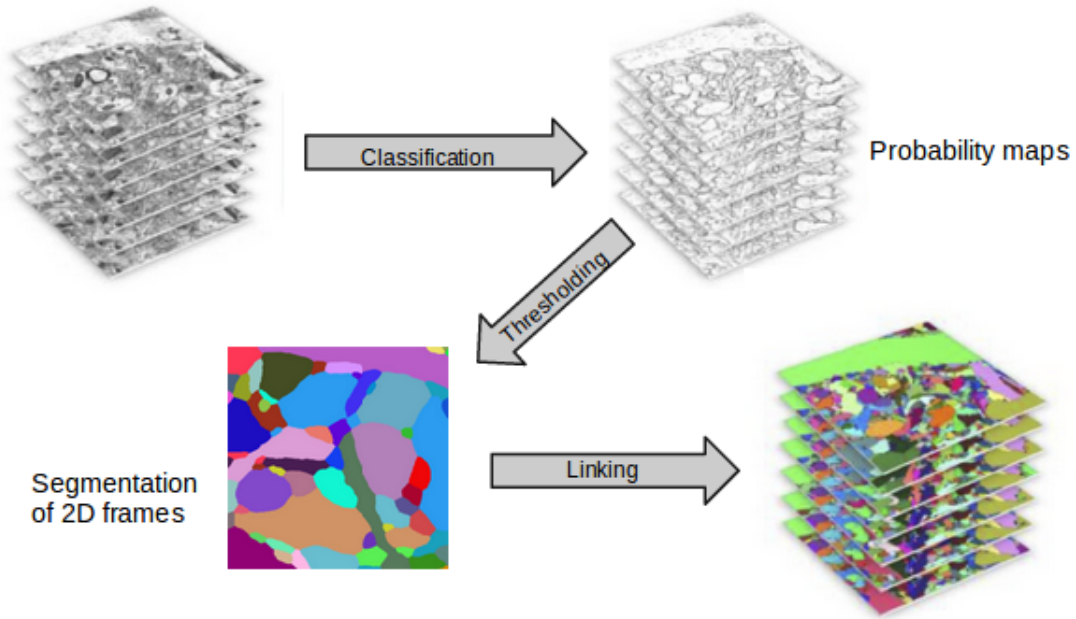 Classification
Probability maps
Thresholding
Segmentation
of 2D frames
Linking